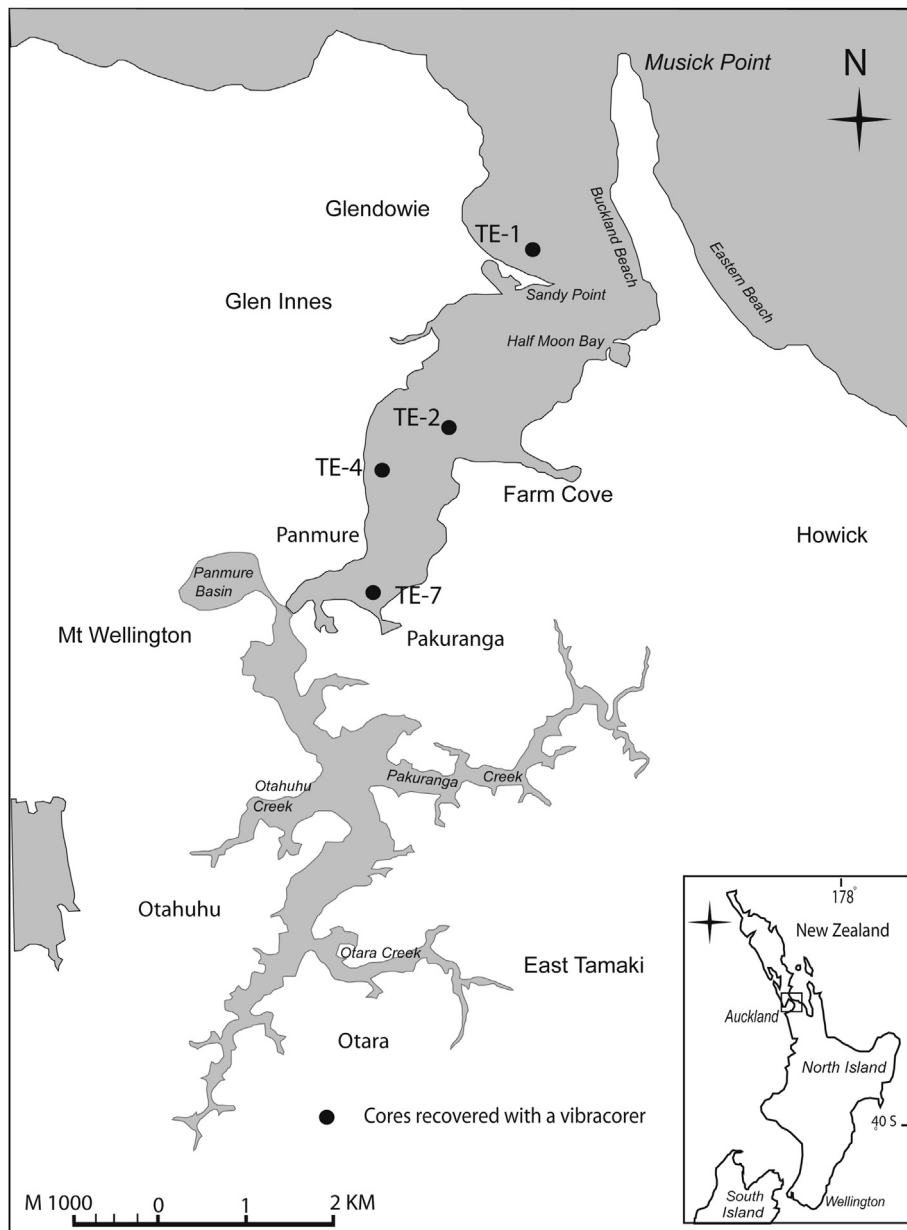 Musick Point
N
Glendowie
Buckland Beach
TE-1
Eastern Beach
Sandy Point
Glen Innes
Half Moon Bay
TE-2
TE-4
Farm Cove
Panmure
Howick
Panmure
Basin
TE-7
Mt Wellington
Pakuranga
Otahuhu
Creek
Pakuranga
Creek
Otahuhu
Otara Creek
East Tamaki
Otara
Cores recovered with a vibracorer
M 1000 0 1 2 KM
178°
New Zealand
Auckland
North Island
40° S
South
Island
Wellington